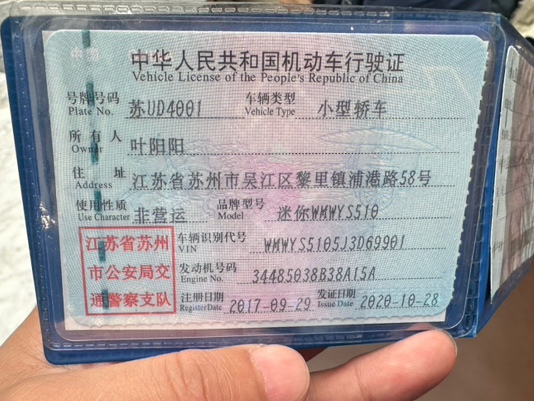 中华人民共和国机动车行驶证
Vehicle License of the People's Republic of China
号牌号码 苏UD4001 车辆类型 小型轿车
Plate No. Vehicle Type
所有人 叶阳阳
Owner
住址 江苏省苏州市吴江区黎里镇浦港路58号
Address
使用性质 非营运 品牌型号 迷你WMWYS510
Use Character Model
江苏省苏州 车辆识别代号 WMWYS5105J3D69901
VIN
市公安局交 发动机号码 34485038B38A15A
Engine No.
通警察支队 注册日期 2017-09-29 发证日期 2020-10-28
Register Date Issue Date